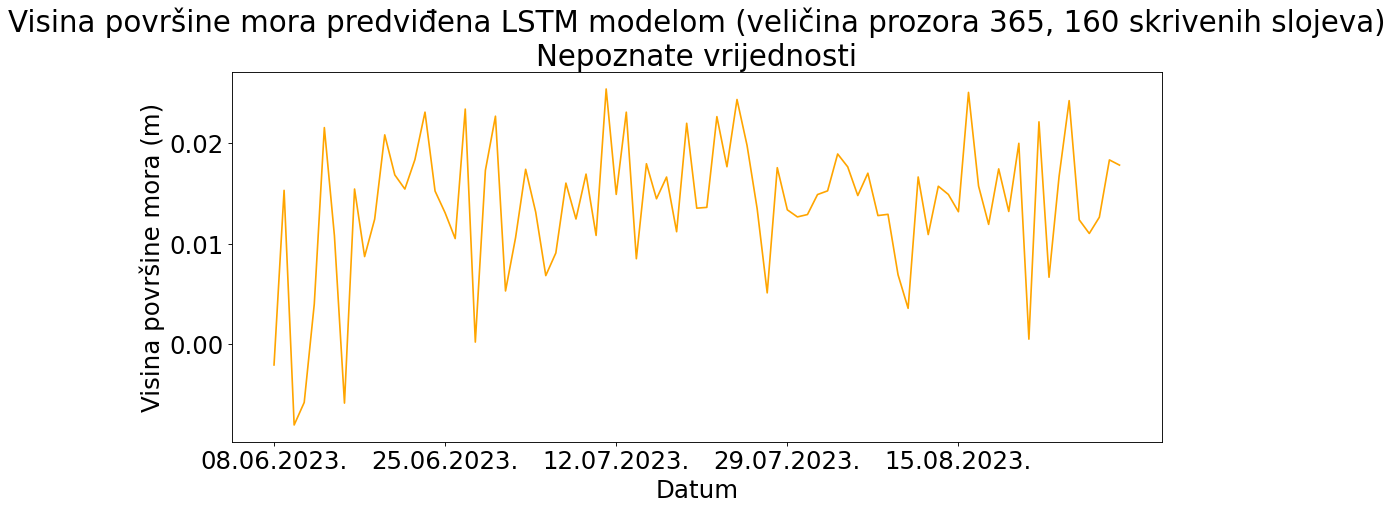 Visina površine mora predviđena LSTM modelom (veličina prozora 365, 160 skrivenih slojeva)
Nepoznate vrijednosti
Visina površine mora (m)
0.02
0.01
0.00
08.06.2023. 25.06.2023. 12.07.2023. 29.07.2023. 15.08.2023.
Datum